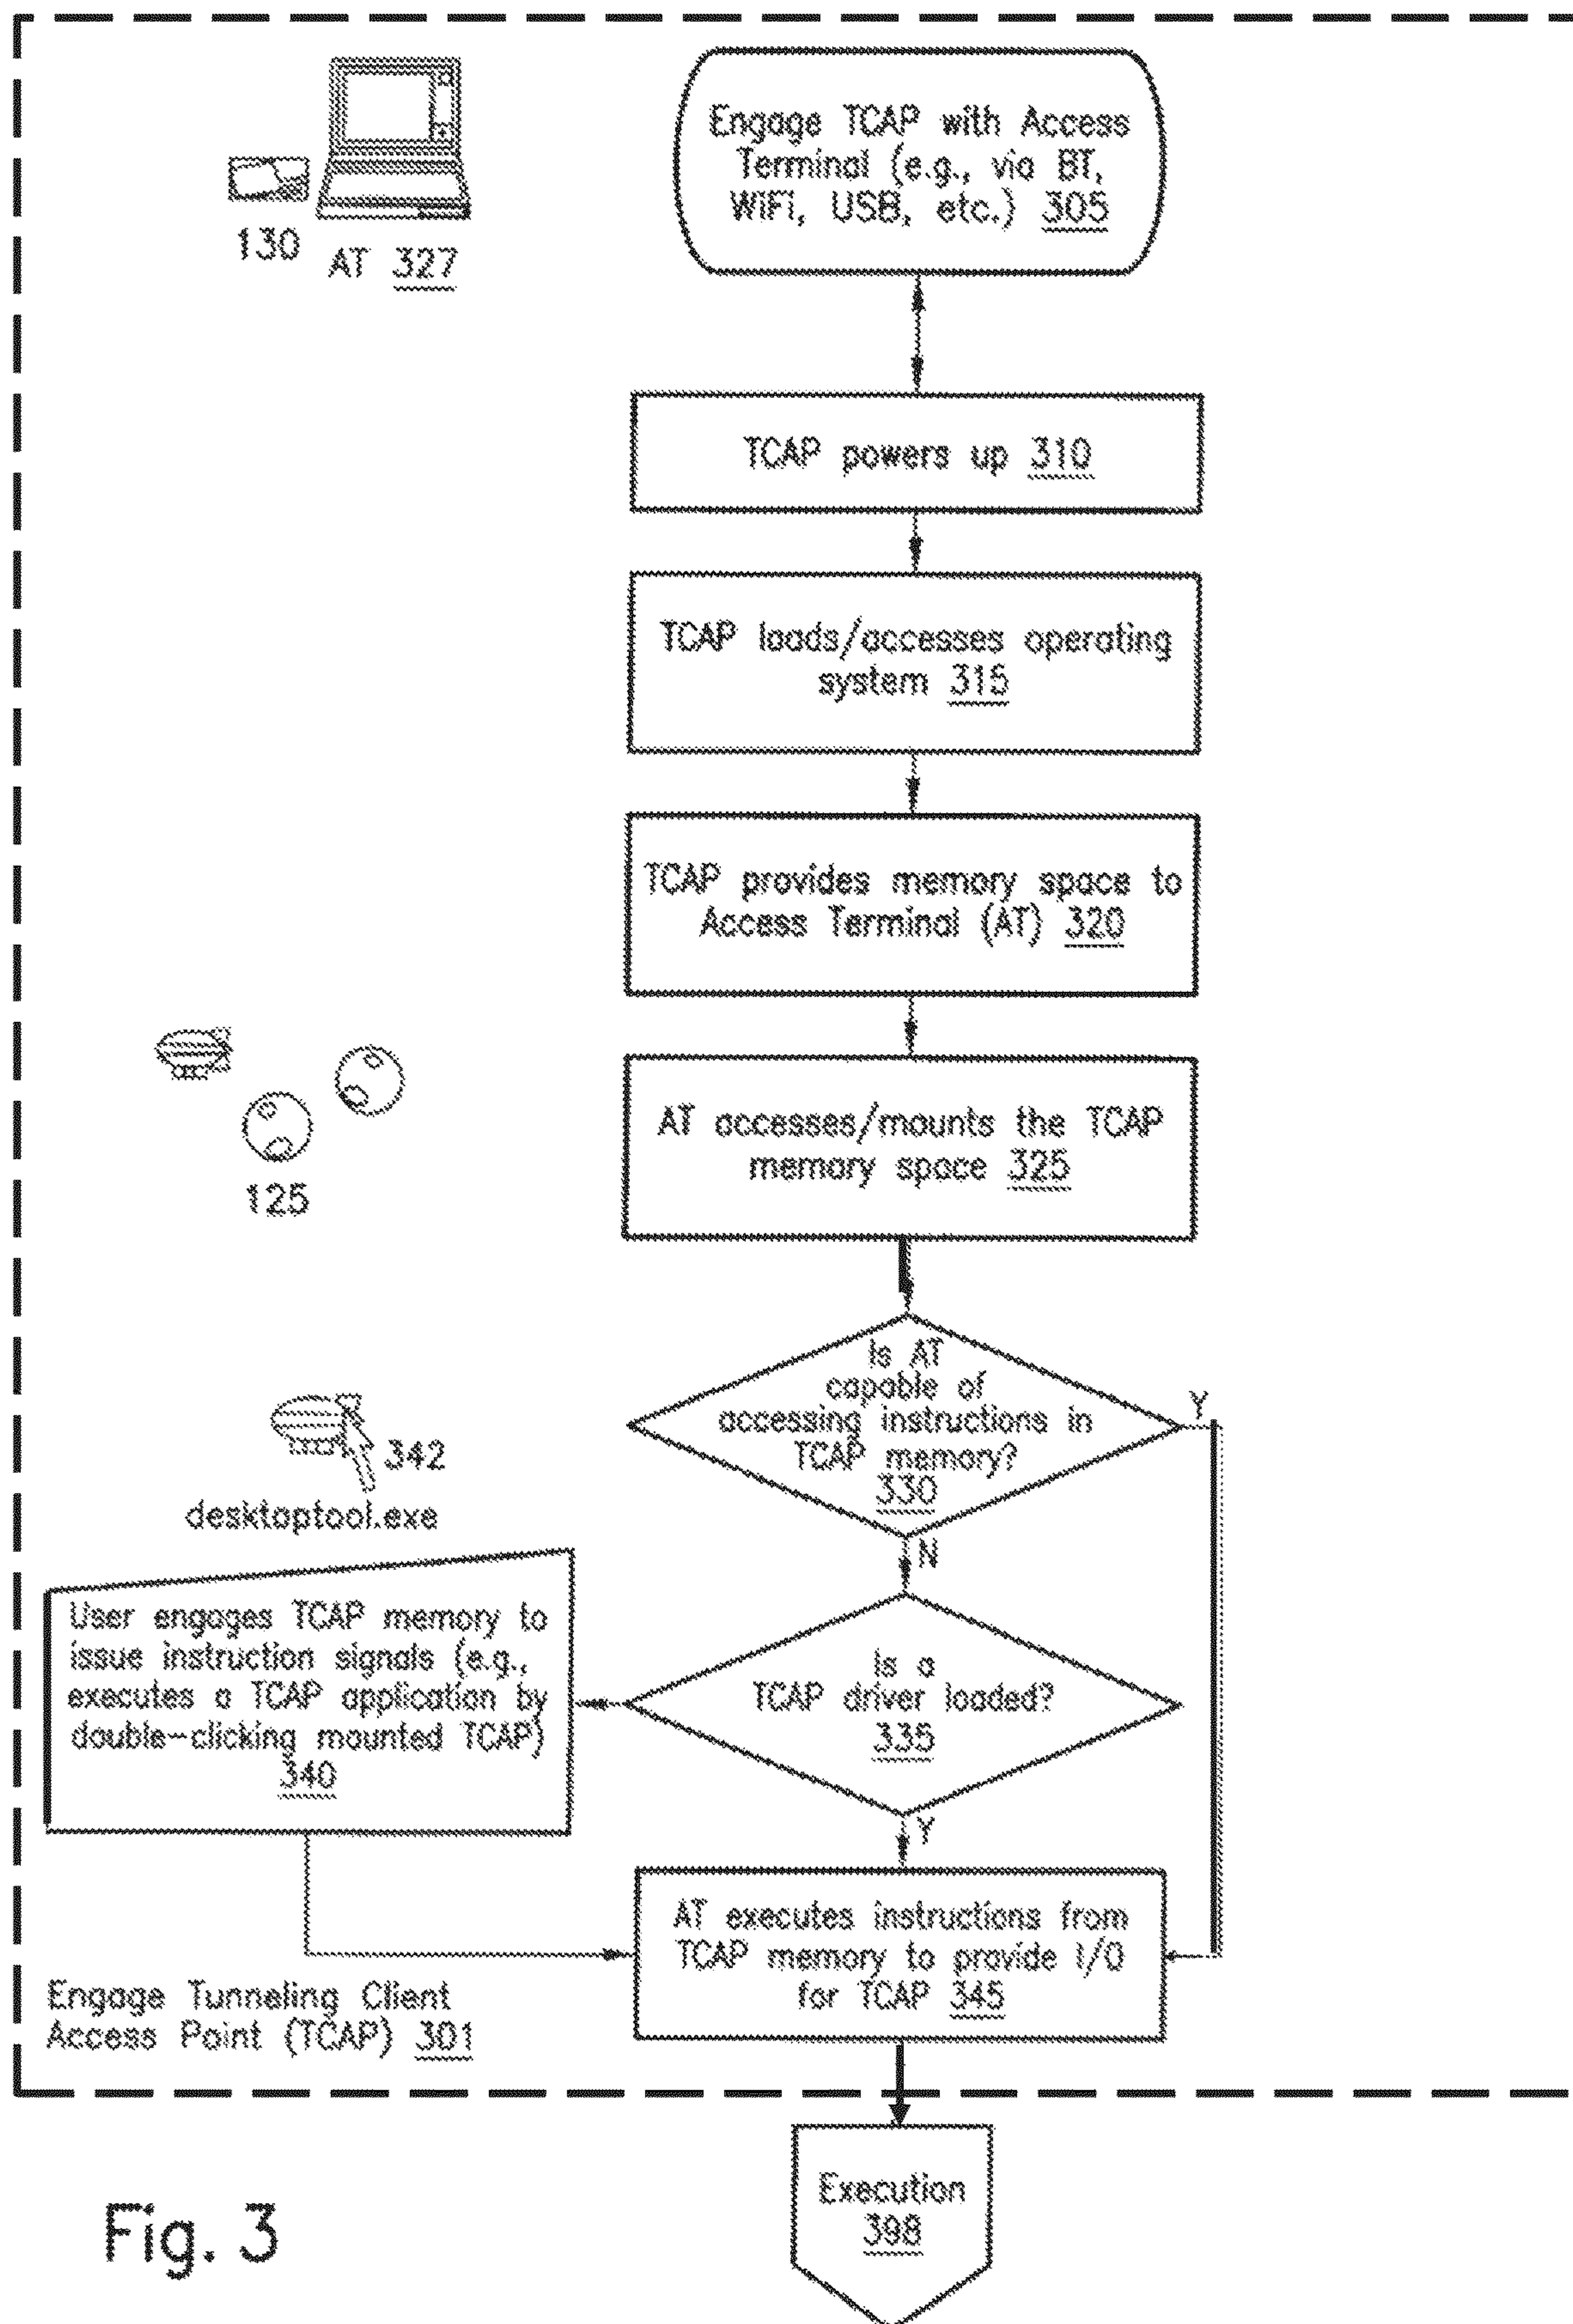 130
AT 327
Engage TCAP with Access
Terminal (e.g., via BT,
WiFi, USB, etc.) 305
TCAP powers up 310
TCAP loads/accesses operating
system 315
TCAP provides memory space to
Access Terminal (AT) 320
125
AT accesses/mounts the TCAP
memory space 325
Is AT
capable of
accessing instructions in
TCAP memory?
330
Y
N
342
desktoptool.exe
User engages TCAP memory to
issue instruction signals (e.g.,
executes a TCAP application by
double-clicking mounted TCAP)
340
Is a
TCAP driver loaded?
335
Y
AT executes instructions from
TCAP memory to provide I/O
for TCAP 345
Engage Tunneling Client
Access Point (TCAP) 301
Execution
398
Fig. 3